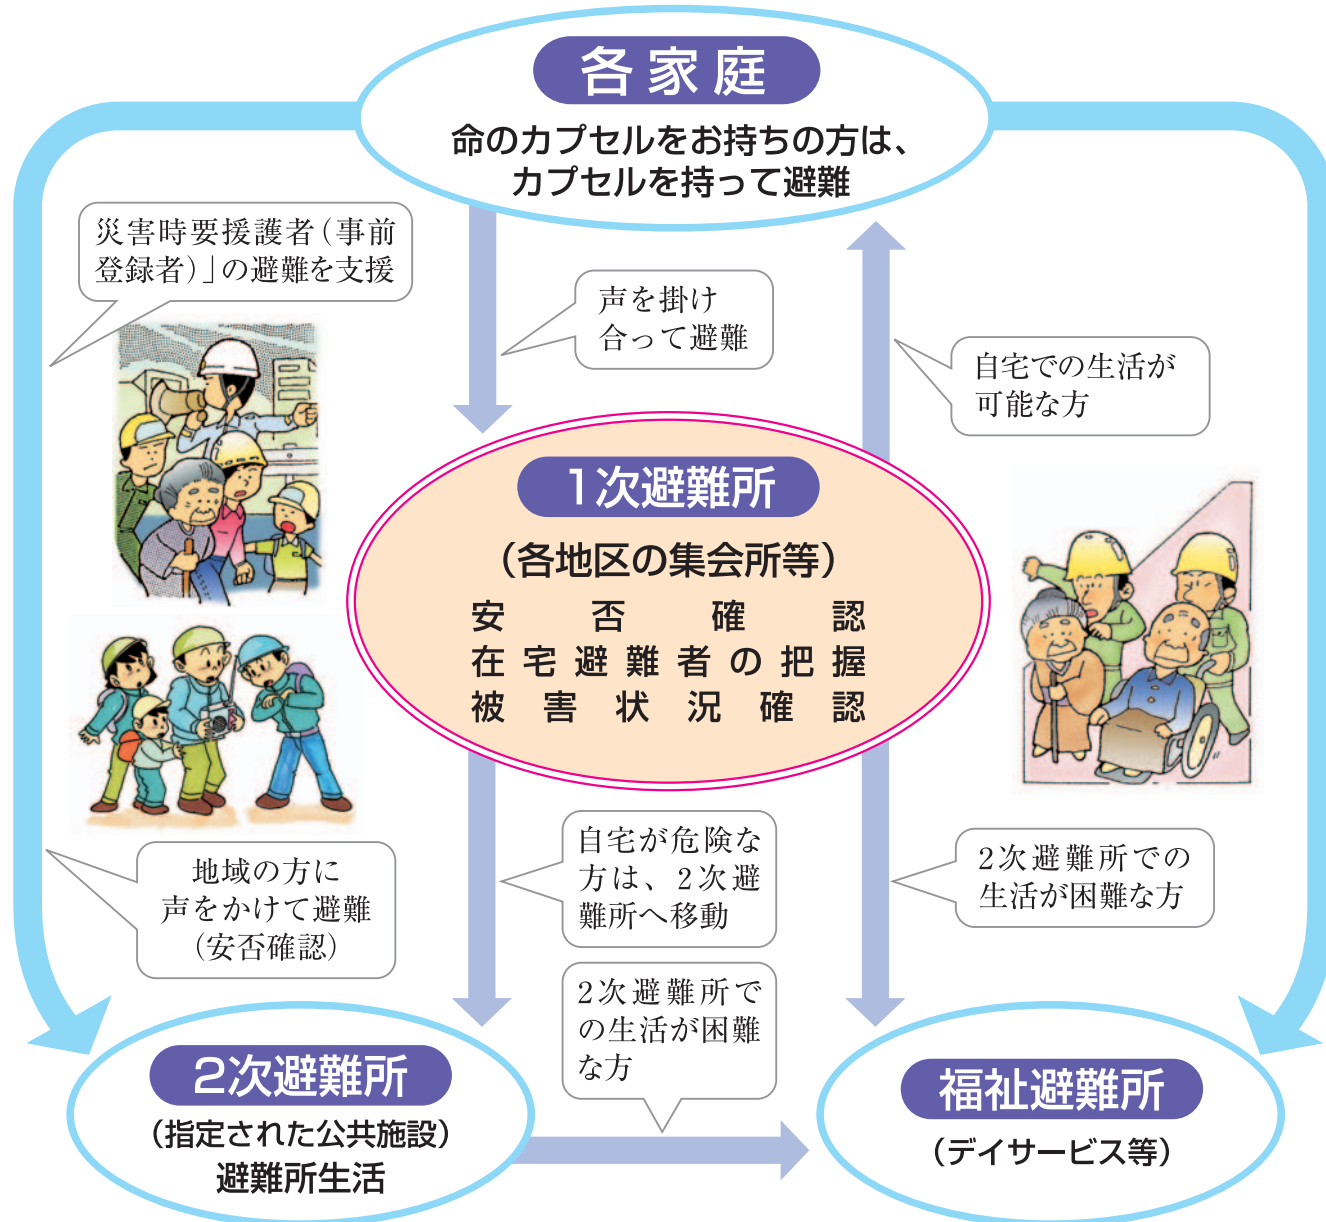 各家庭
命のカプセルをお持ちの方は、
カプセルを持って避難
災害時要援護者(事前
登録者)」の避難を支援
声を掛け
合って避難
自宅での生活が
可能な方
1次避難所
(各地区の集会所等)
安否確認
在宅避難者の把握
被害状況確認
地域の方に
声をかけて避難
(安否確認)
自宅が危険な
方は、2次避
難所へ移動
2次避難所での
生活が困難な方
2次避難所で
の生活が困難
な方
2次避難所
(指定された公共施設)
避難所生活
福祉避難所
(デイサービス等)